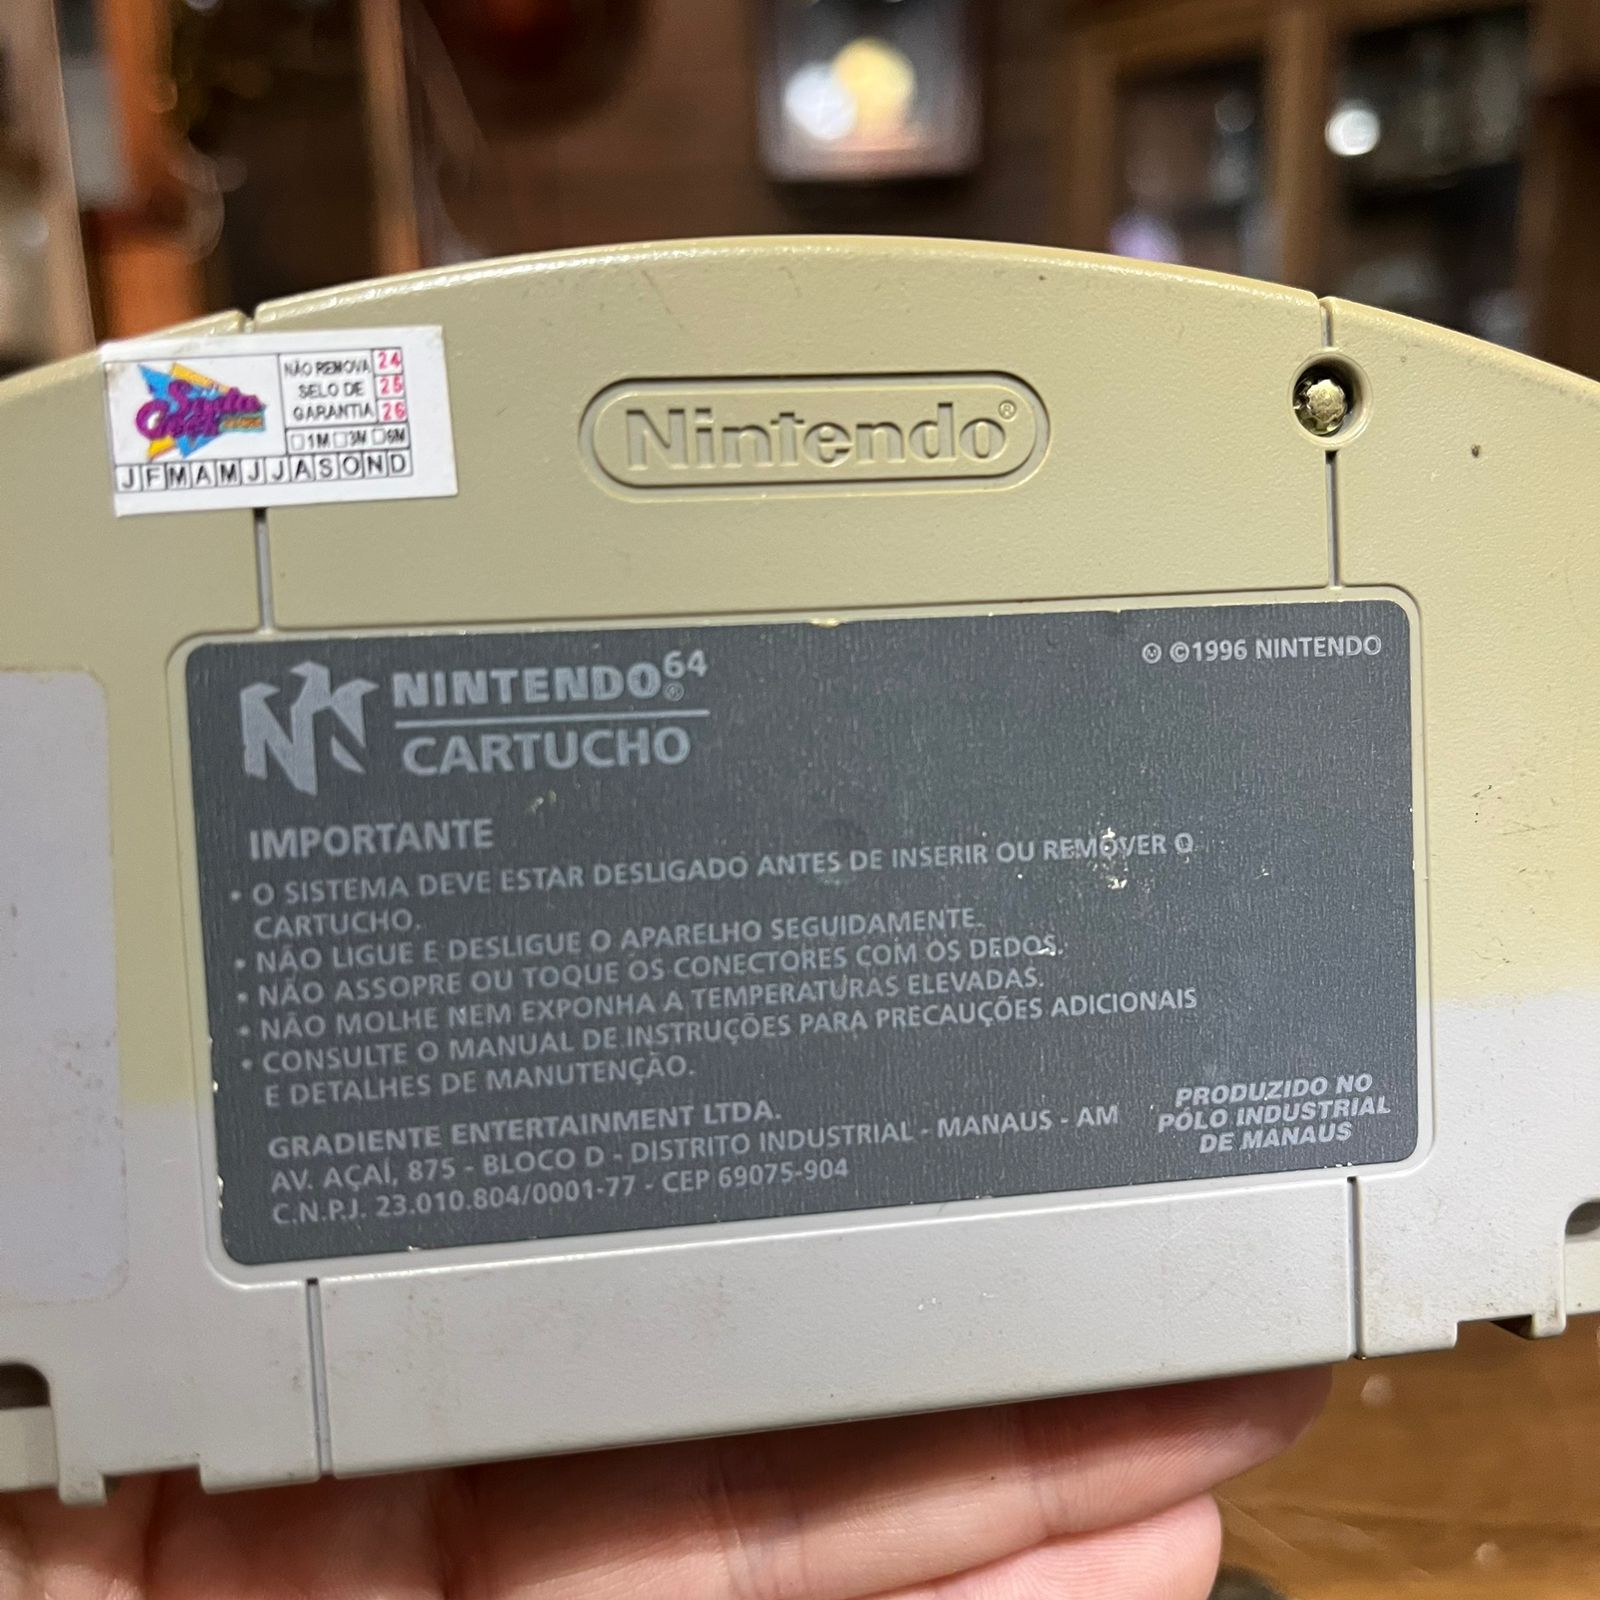 NÃO REMOVA 24
SELO DE 25
GARANTIA 26
1M 3M 6M
J F M A M J J A S O N D
Nintendo®
NINTENDO64®
CARTUCHO
©1996 NINTENDO
IMPORTANTE
• O SISTEMA DEVE ESTAR DESLIGADO ANTES DE INSERIR OU REMOVER O
CARTUCHO.
• NÃO LIGUE E DESLIGUE O APARELHO SEGUIDAMENTE.
• NÃO ASSOPRE OU TOQUE OS CONECTORES COM OS DEDOS.
• NÃO MOLHE NEM EXPONHA A TEMPERATURAS ELEVADAS.
• CONSULTE O MANUAL DE INSTRUÇÕES PARA PRECAUÇÕES ADICIONAIS
E DETALHES DE MANUTENÇÃO.
GRADIENTE ENTERTAINMENT LTDA.
AV. AÇAÍ, 875 - BLOCO D - DISTRITO INDUSTRIAL - MANAUS - AM
C.N.P.J. 23.010.804/0001-77 - CEP 69075-904
PRODUZIDO NO
PÓLO INDUSTRIAL
DE MANAUS